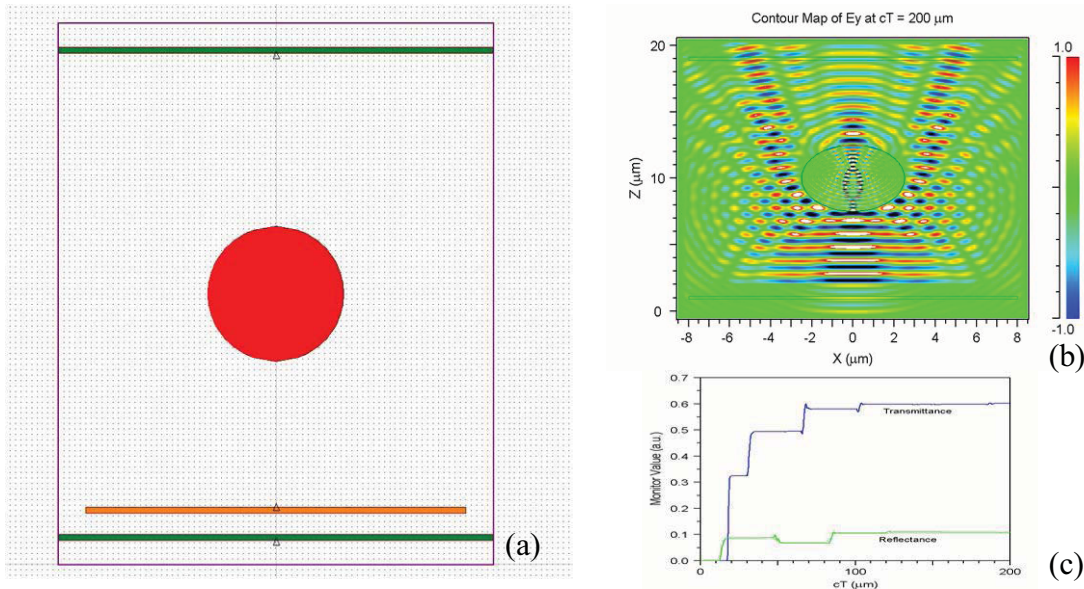 (a)
Contour Map of Ey at cT = 200 μm
20
10
0
Z (μm)
-8 -6 -4 -2 0 2 4 6 8
X (μm)
1.0
-1.0
(b)
0.7
0.6
0.5
0.4
0.3
0.2
0.1
0.0
Monitor Value (a.u.)
Transmittance
Reflectance
0 100 200
cT (μm)
(c)